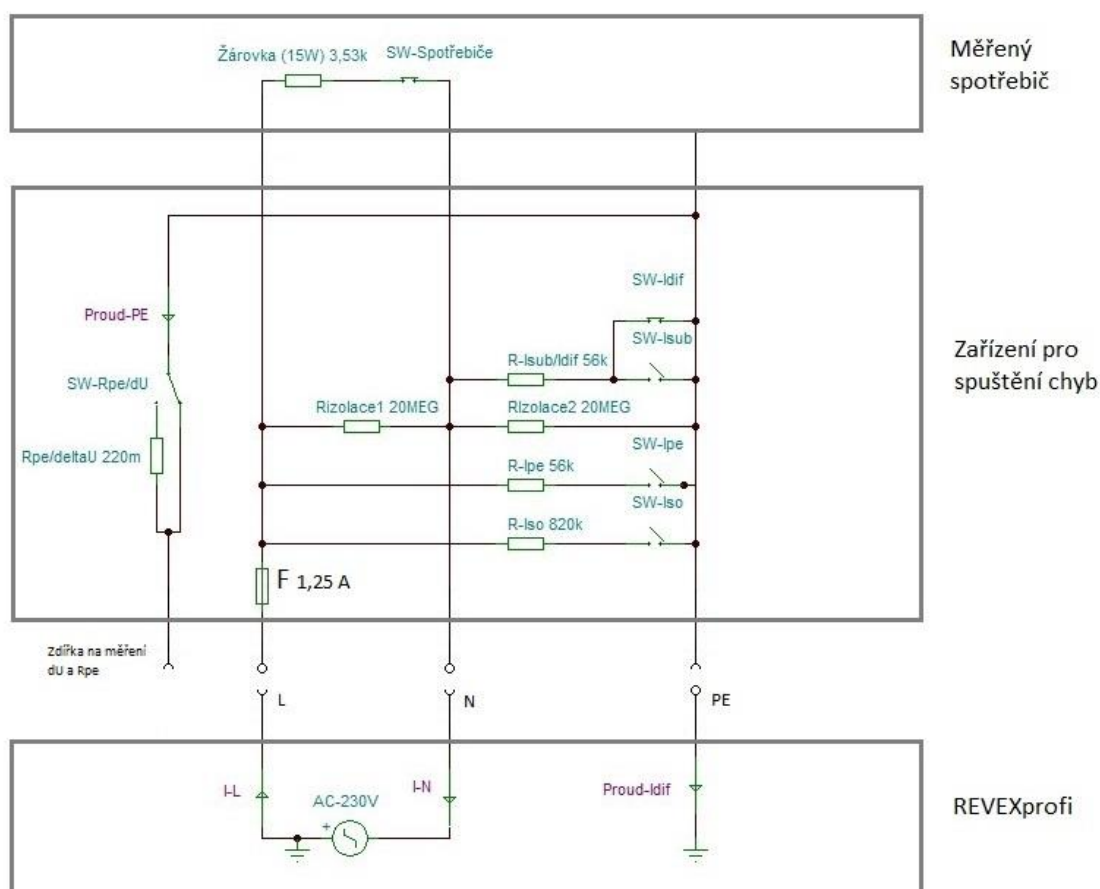 Žárovka (15W) 3,53k
SW-Spotřebiče
Měřený
spotřebič
SW-Idif
Proud-PE
SW-Isub
Zařízení pro
spuštění chyb
R-Isub/Idif 56k
SW-Rpe/dU
Rizolace1 20MEG
Rizolace2 20MEG
SW-Ipe
Rpe/deltaU 220m
R-Ipe 56k
SW-Iso
R-Iso 820k
F 1,25 A
Zdířka na měření
dU a Rpe
L
N
PE
I-L
AC-230V
+
I-N
Proud-Idif
REVEXprofi